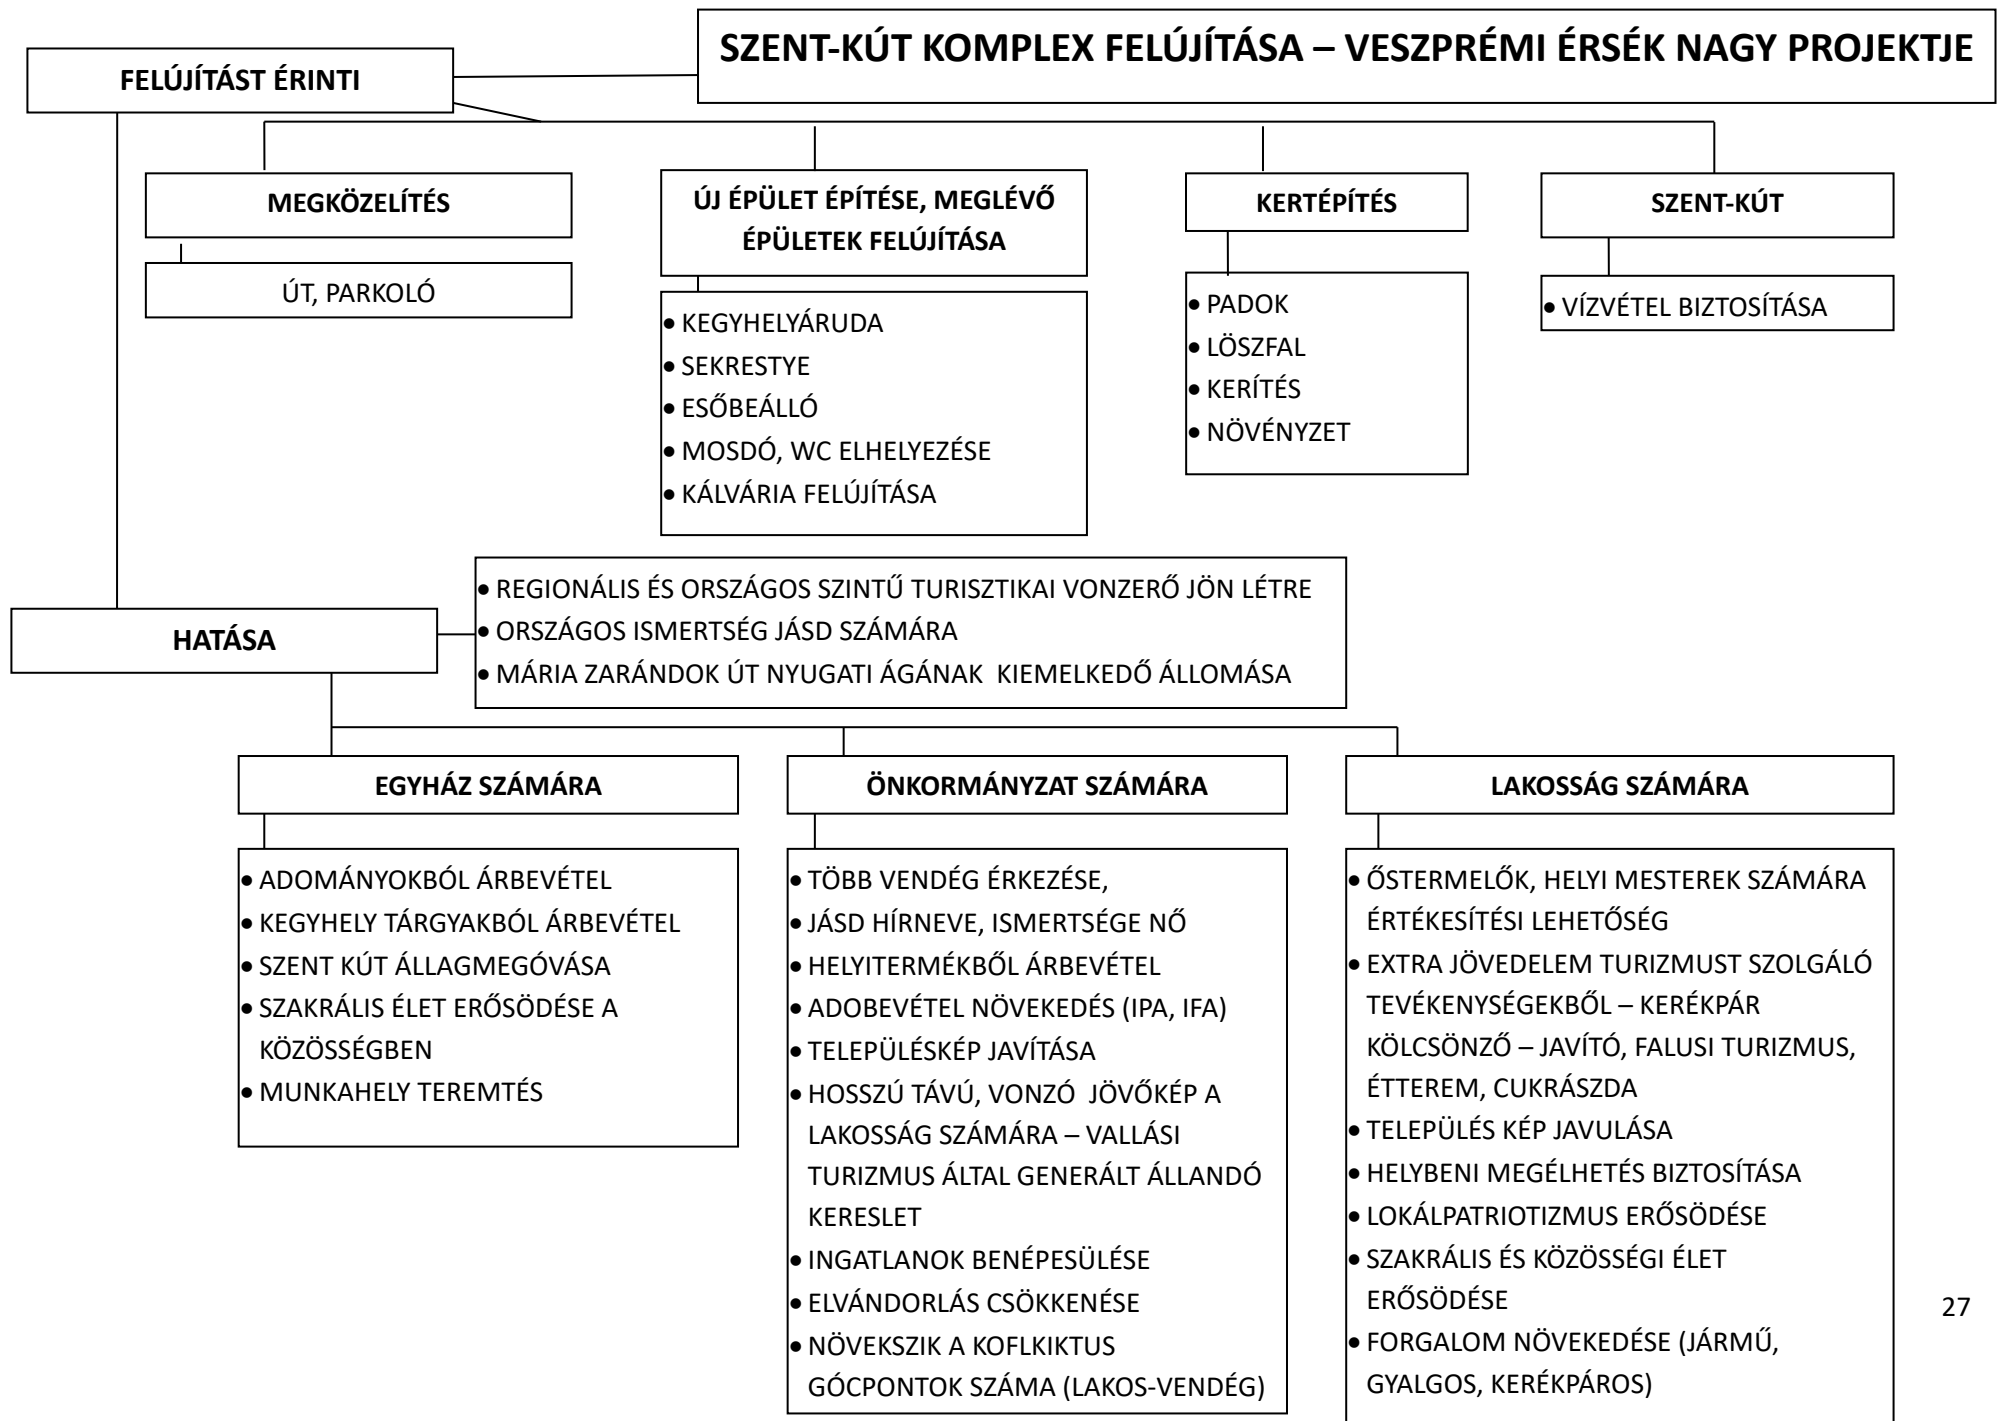 SZENT-KÚT KOMPLEX FELÚJÍTÁSA – VESZPRÉMI ÉRSÉK NAGY PROJEKTJE
FELÚJÍTÁST ÉRINTI
MEGKÖZELÍTÉS
ÚT, PARKOLÓ
ÚJ ÉPÜLET ÉPÍTÉSE, MEGLÉVŐ
ÉPÜLETEK FELÚJÍTÁSA
• KEGYHELYÁRUDA
• SEKRESTYE
• ESŐBEÁLLÓ
• MOSDÓ, WC ELHELYEZÉSE
• KÁLVÁRIA FELÚJÍTÁSA
KERTÉPÍTÉS
• PADOK
• LÖSZFAL
• KERÍTÉS
• NÖVÉNYZET
SZENT-KÚT
• VÍZVÉTEL BIZTOSÍTÁSA
HATÁSA
• REGIONÁLIS ÉS ORSZÁGOS SZINTŰ TURISZTIKAI VONZERŐ JÖN LÉTRE
• ORSZÁGOS ISMERTSÉG JÁSD SZÁMÁRA
• MÁRIA ZARÁNDOK ÚT NYUGATI ÁGÁNAK  KIEMELKEDŐ ÁLLOMÁSA
EGYHÁZ SZÁMÁRA
• ADOMÁNYOKBÓL ÁRBEVÉTEL
• KEGYHELY TÁRGYAKBÓL ÁRBEVÉTEL
• SZENT KÚT ÁLLAGMEGÓVÁSA
• SZAKRÁLIS ÉLET ERŐSÖDÉSE A
KÖZÖSSÉGBEN
• MUNKAHELY TEREMTÉS
ÖNKORMÁNYZAT SZÁMÁRA
• TÖBB VENDÉG ÉRKEZÉSE,
• JÁSD HÍRNEVE, ISMERTSÉGE NŐ
• HELYITERMÉKBŐL ÁRBEVÉTEL
• ADOBEVÉTEL NÖVEKEDÉS (IPA, IFA)
• TELEPÜLÉSKÉP JAVÍTÁSA
• HOSSZÚ TÁVÚ, VONZÓ  JÖVŐKÉP A
LAKOSSÁG SZÁMÁRA – VALLÁSI
TURIZMUS ÁLTAL GENERÁLT ÁLLANDÓ
KERESLET
• INGATLANOK BENÉPESÜLÉSE
• ELVÁNDORLÁS CSÖKKENÉSE
• NÖVEKSZIK A KOFLKIKTUS
GÓCPONTOK SZÁMA (LAKOS-VENDÉG)
LAKOSSÁG SZÁMÁRA
• ŐSTERMELŐK, HELYI MESTEREK SZÁMÁRA
ÉRTÉKESÍTÉSI LEHETŐSÉG
• EXTRA JÖVEDELEM TURIZMUST SZOLGÁLÓ
TEVÉKENYSÉGEKBŐL – KERÉKPÁR
KÖLCSÖNZŐ – JAVÍTÓ, FALUSI TURIZMUS,
ÉTTEREM, CUKRÁSZDA
• TELEPÜLÉS KÉP JAVULÁSA
• HELYBENI MEGÉLHETÉS BIZTOSÍTÁSA
• LOKÁLPATRIOTIZMUS ERŐSÖDÉSE
• SZAKRÁLIS ÉS KÖZÖSSÉGI ÉLET
ERŐSÖDÉSE
• FORGALOM NÖVEKEDÉSE (JÁRMŰ,
GYALGOS, KERÉKPÁROS)
27